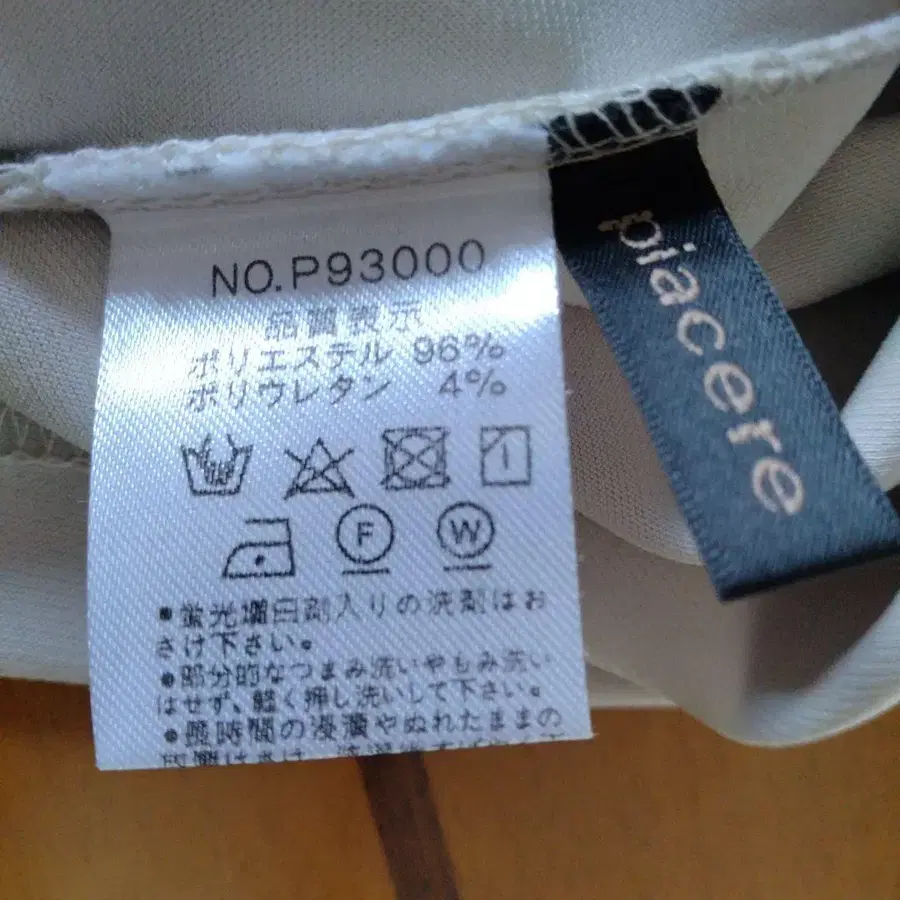 NO.P93000
品質表示
ポリエステル 96%
ポリウレタン 4%
F W
●蛍光増白剤入りの洗剤はお
さけ下さい。
●部分的なつまみ洗いやもみ洗い
はせず、軽く押し洗いして下さい。
●長時間の浸漬やぬれたままの
piacere